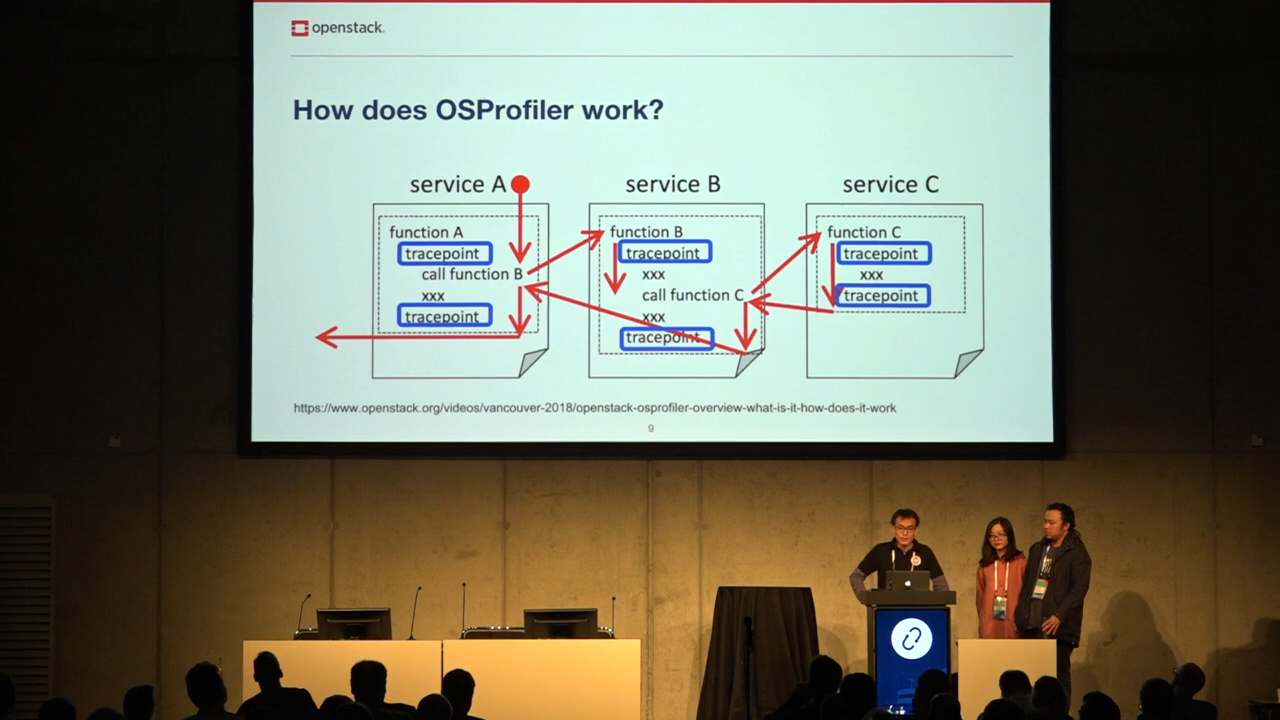 openstack.
How does OSProfiler work?
service A
service B
service C
function A
tracepoint
call function B
xxx
tracepoint
function B
tracepoint
xxx
call function C
xxx
tracepoint
function C
tracepoint
xxx
tracepoint
https://www.openstack.org/videos/vancouver-2018/openstack-osprofiler-overview-what-is-it-how-does-it-work
9